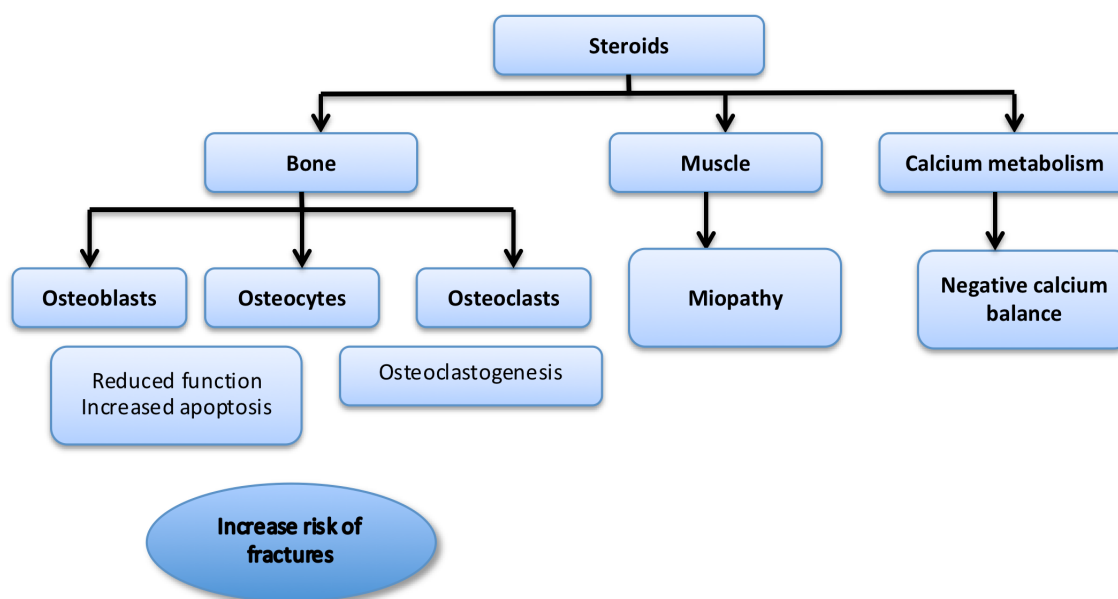 Steroids
Bone
Muscle
Calcium metabolism
Osteoblasts
Osteocytes
Osteoclasts
Miopathy
Negative calcium
balance
Reduced function
Increased apoptosis
Osteoclastogenesis
Increase risk of
fractures